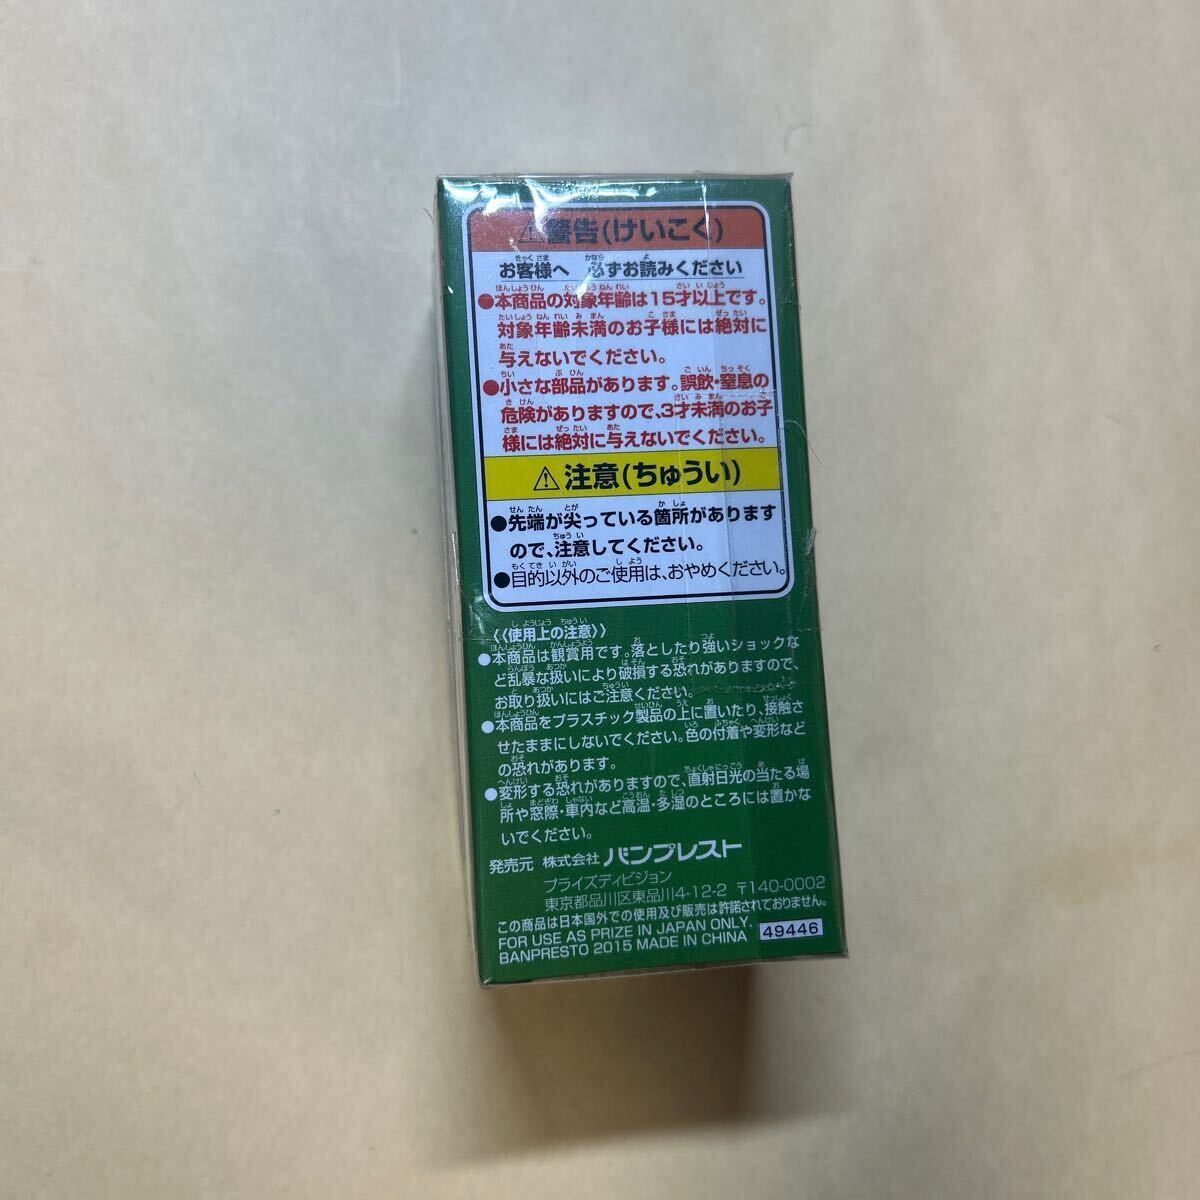 ⚠警告(けいこく)
お客様へ 必ずお読みください
●本商品の対象年齢は15才以上です。
対象年齢未満のお子様には絶対に
与えないでください。
●小さな部品があります。誤飲・窒息の
危険がありますので、3才未満のお子
様には絶対に与えないでください。
⚠注意(ちゅうい)
●先端が尖っている箇所があります
ので、注意してください。
●目的以外のご使用は、おやめください。
《使用上の注意》
●本商品は観賞用です。落としたり強いショックな
ど乱暴な扱いにより破損する恐れがありますので、
お取り扱いにはご注意ください。
●本商品をプラスチック製品の上に置いたり、接触さ
せたままにしないでください。色の付着や変形など
の恐れがあります。
●変形する恐れがありますので、直射日光の当たる場
所や窓際・車内など高温・多湿のところには置かな
いでください。
発売元 株式会社 バンプレスト
プライズディビジョン
東京都品川区東品川4-12-2 〒140-0002
この商品は日本国外での使用及び販売は許諾されておりません。
FOR USE AS PRIZE IN JAPAN ONLY.
BANPRESTO 2015 MADE IN CHINA 49446